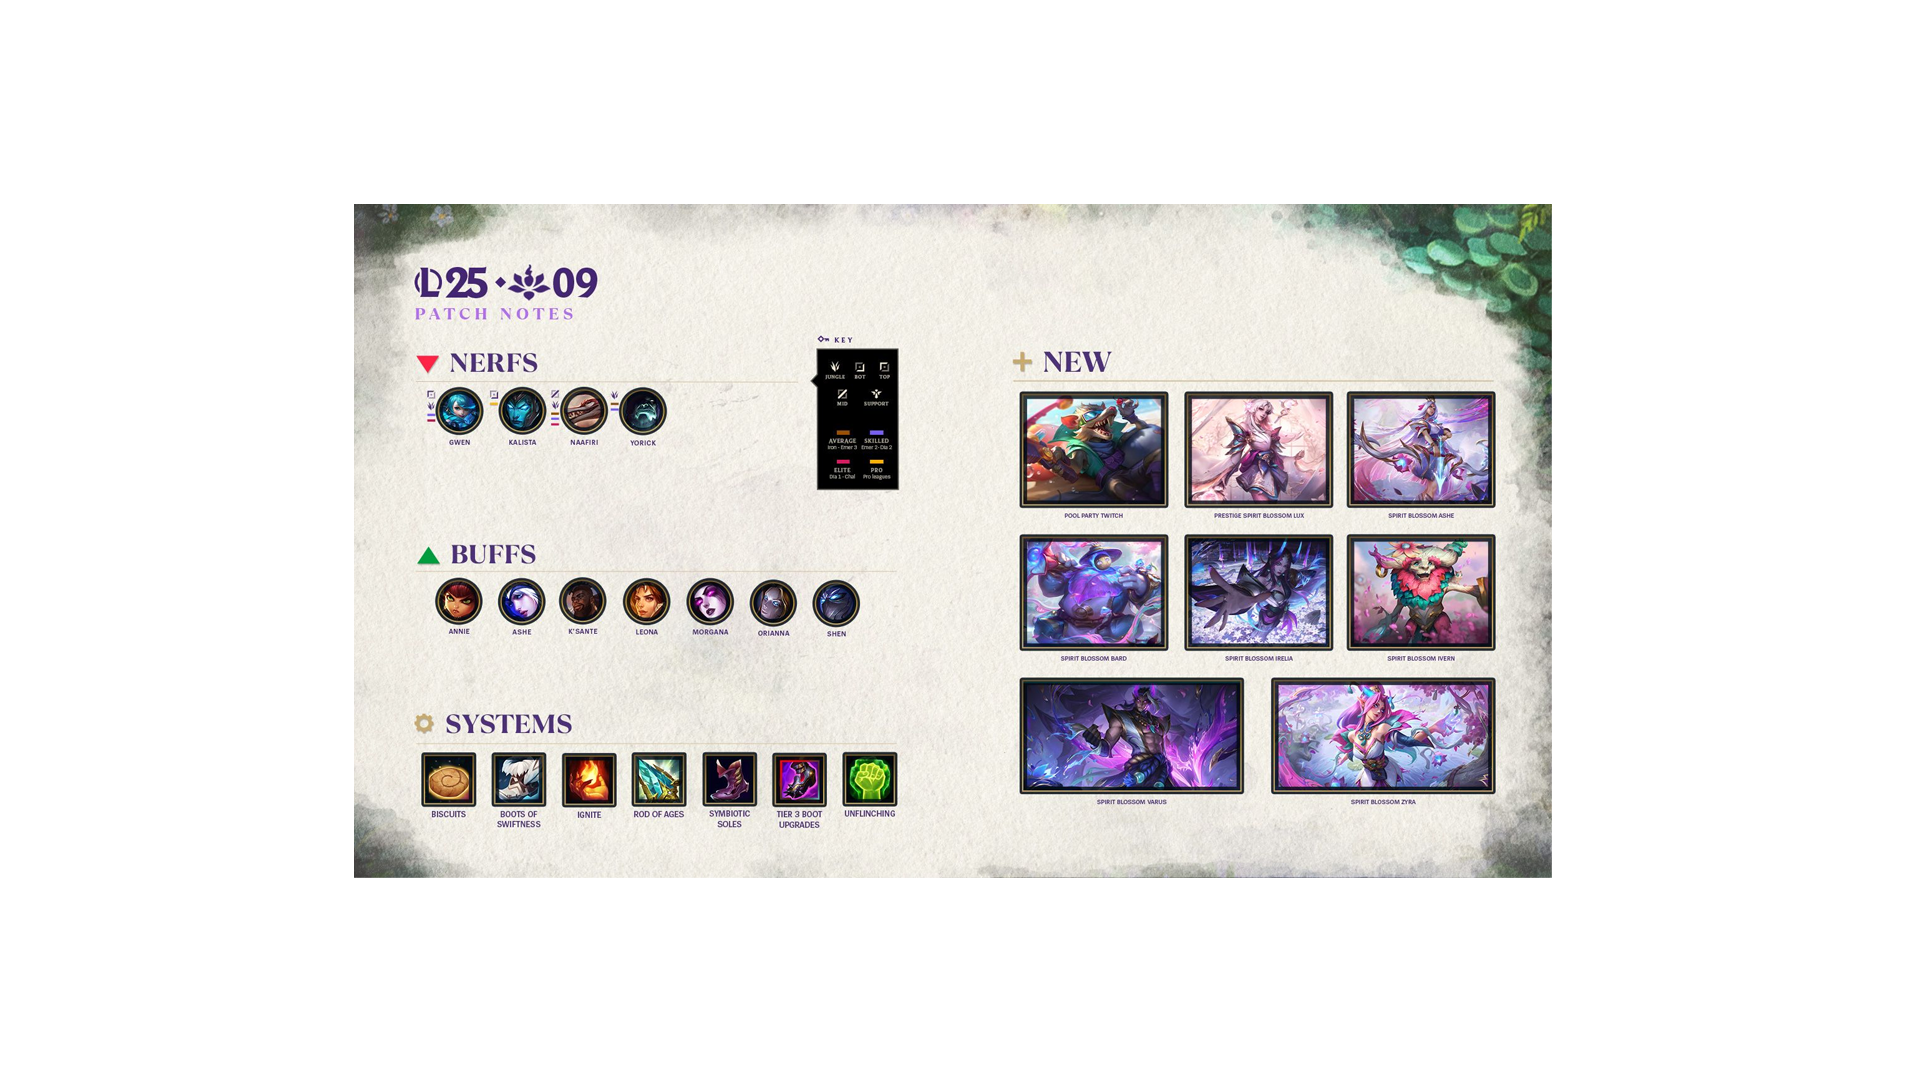 25 09
PATCH NOTES
NERFS
GWEN
KALISTA
NAAFIRI
YORICK
KEY
JUNGLE
BOT
TOP
MID
SUPPORT
AVERAGE
Iron - Emer 3
SKILLED
Emer 2- Dia 2
ELITE
Dia 1 - Chal
PRO
Pro leagues
BUFFS
ANNIE
ASHE
K'SANTE
LEONA
MORGANA
ORIANNA
SHEN
SYSTEMS
BISCUITS
BOOTS OF
SWIFTNESS
IGNITE
ROD OF AGES
SYMBIOTIC
SOLES
TIER 3 BOOT
UPGRADES
UNFLINCHING
NEW
POOL PARTY TWITCH
PRESTIGE SPIRIT BLOSSOM LUX
SPIRIT BLOSSOM ASHE
SPIRIT BLOSSOM BARD
SPIRIT BLOSSOM IRELIA
SPIRIT BLOSSOM IVERN
SPIRIT BLOSSOM VARUS
SPIRIT BLOSSOM ZYRA